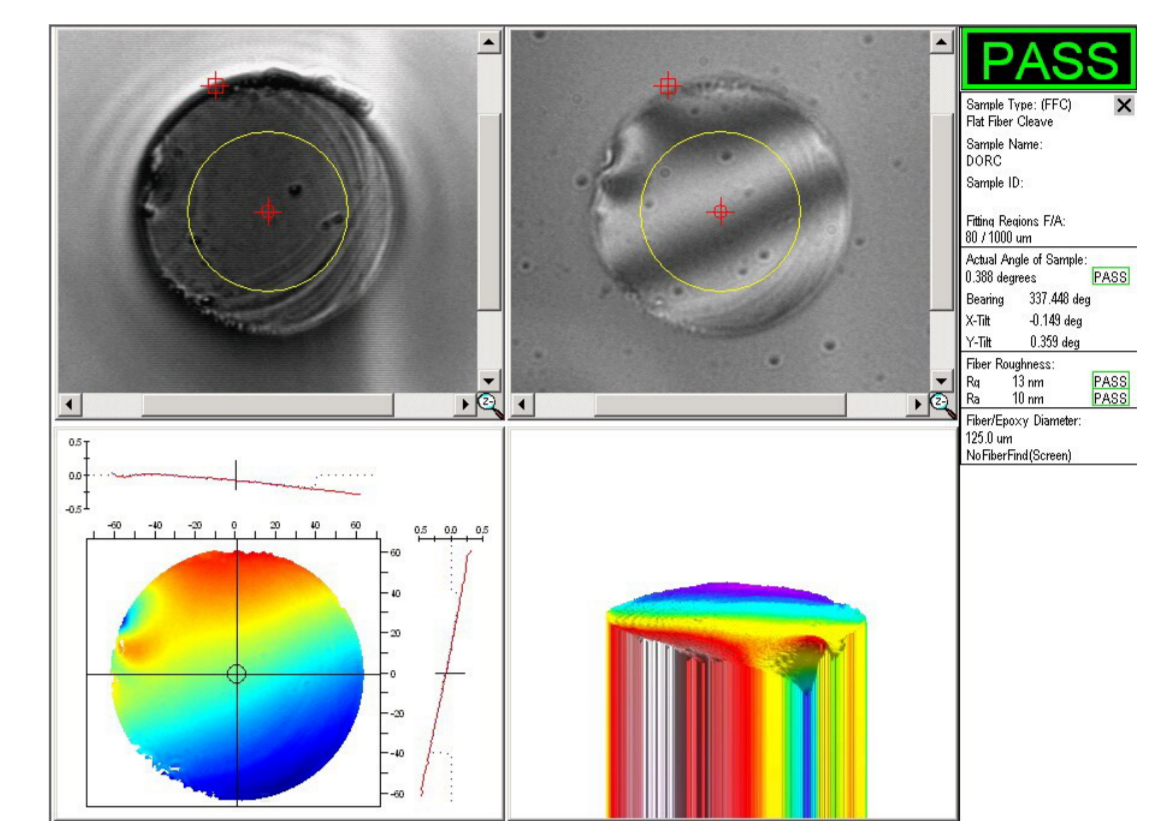 PASS
Sample Type: (FFC)
Flat Fiber Cleave
Sample Name:
DORC
Sample ID:
Fitting Regions F/A:
80 / 1000 um
Actual Angle of Sample:
0.388 degrees PASS
Bearing 337.448 deg
X-Tilt -0.149 deg
Y-Tilt 0.359 deg
Fiber Roughness:
Rq 13 nm PASS
Ra 10 nm PASS
Fiber/Epoxy Diameter:
125.0 um
NoFiberFind(Screen)
0.5
0.0
-0.5
-60 -40 -20 0 20 40 60
0.5 0.0 0.5
60
40
20
0
-20
-40
-60